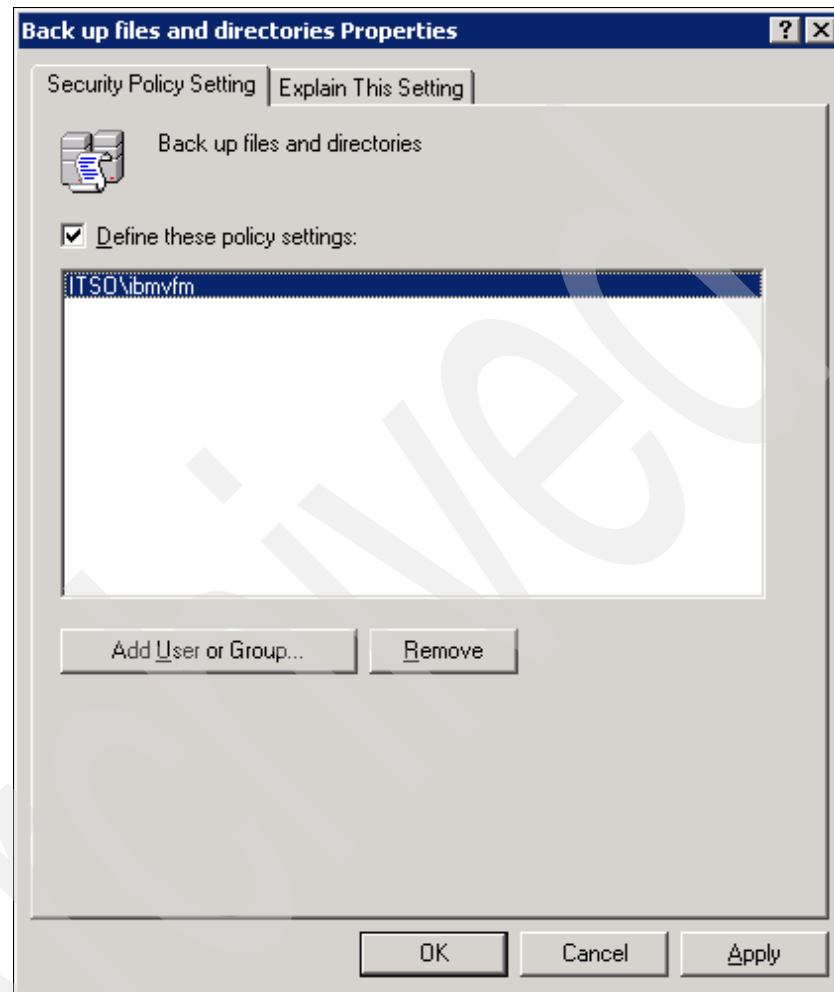 Back up files and directories Properties
Security Policy Setting
Explain This Setting
Back up files and directories
Define these policy settings:
ITSO\ibmvfm
Add User or Group...
Remove
OK
Cancel
Apply